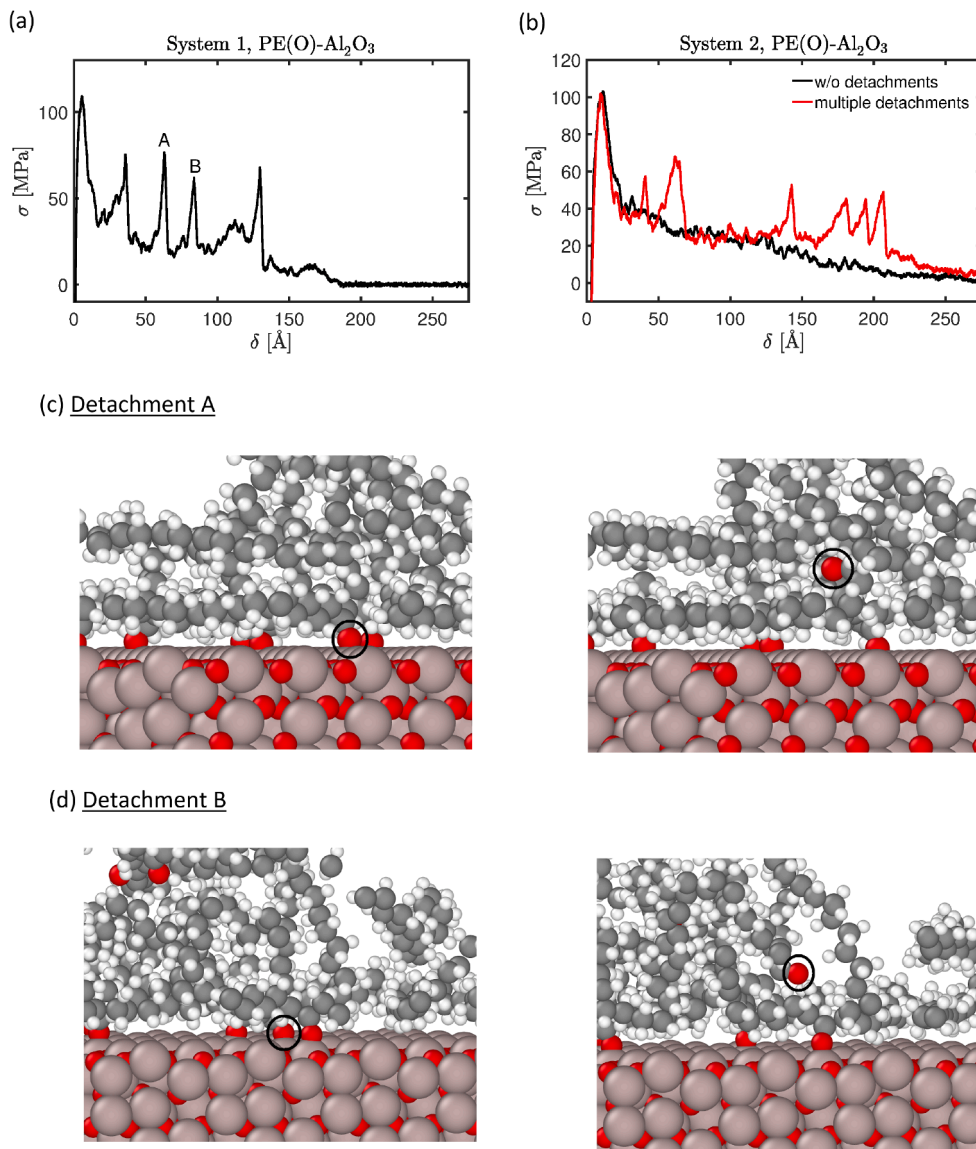 (a)
System 1, PE(O)-Al₂O₃
σ [MPa]
100
50
0
A
B
0 50 100 150 200 250
δ [Å]
(b)
System 2, PE(O)-Al₂O₃
σ [MPa]
120
100
80
60
40
20
0
w/o detachments
multiple detachments
0 50 100 150 200 250
δ [Å]
(c) Detachment A
(d) Detachment B